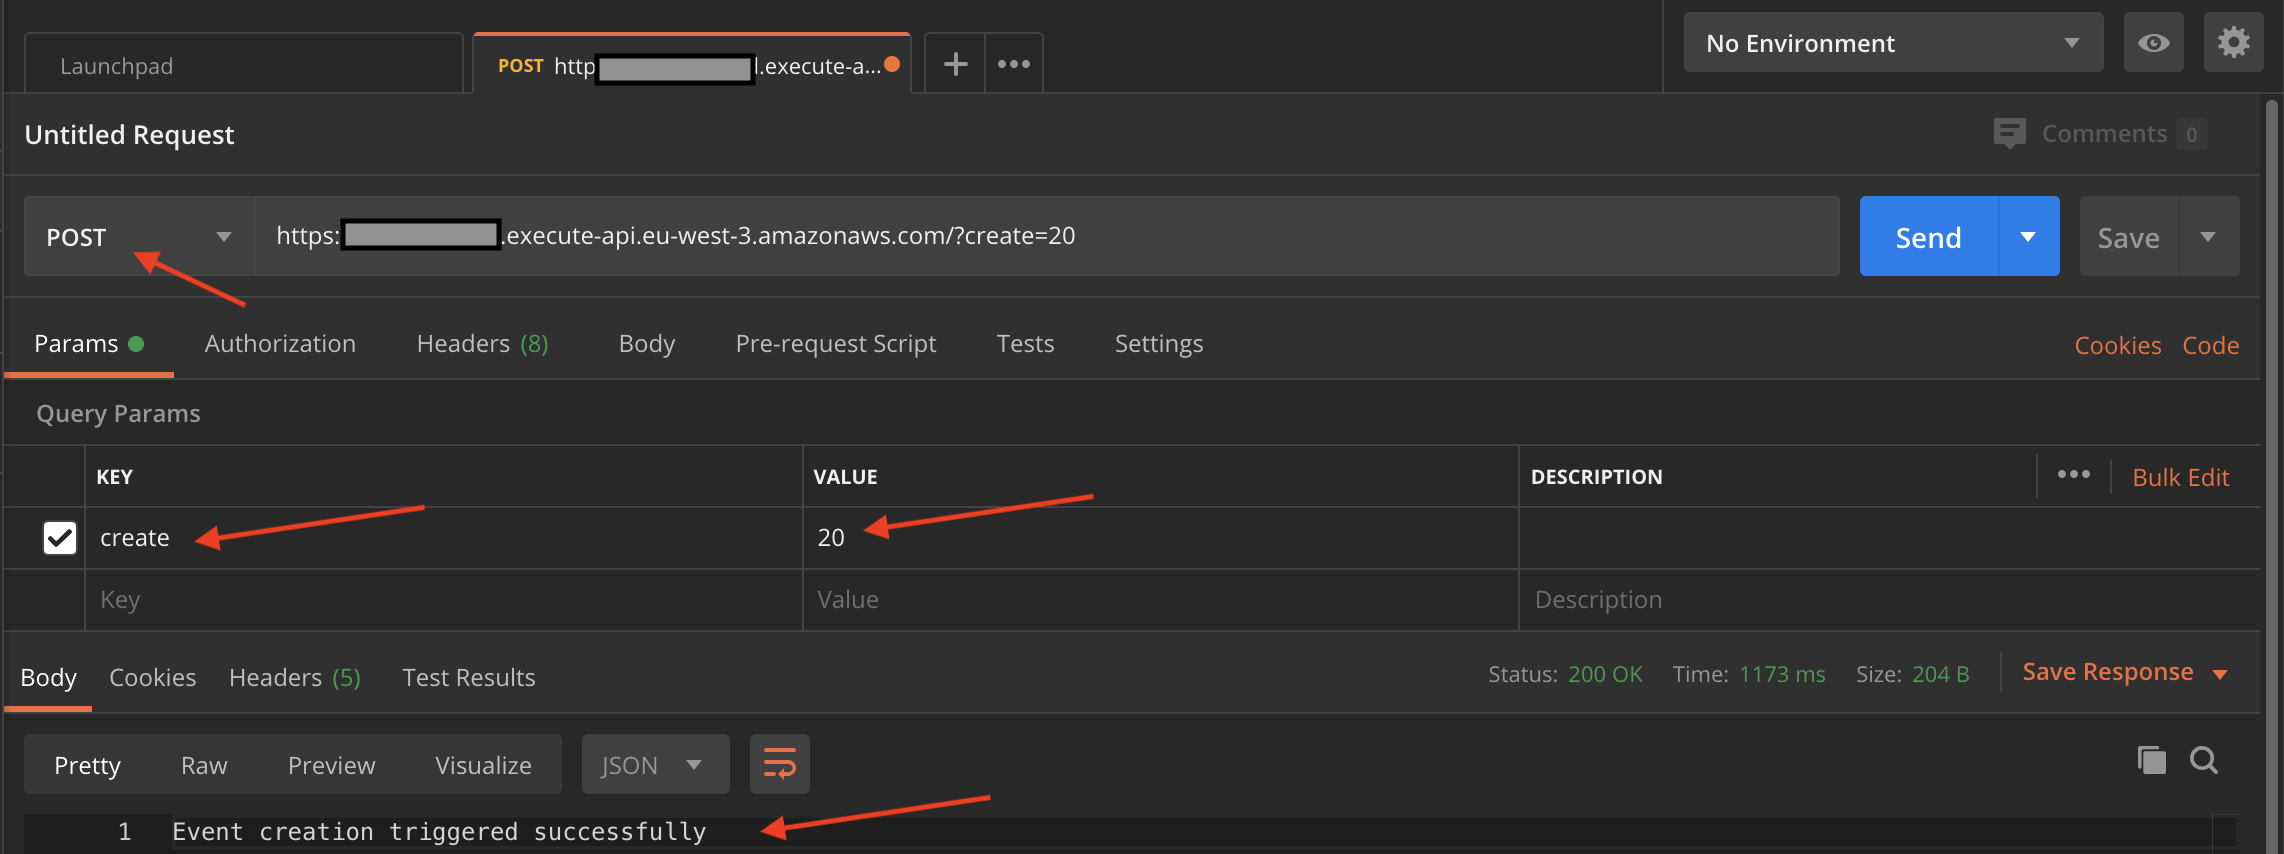 Launchpad
POST http l.execute-a...
No Environment
Untitled Request
Comments 0
POST
https: .execute-api.eu-west-3.amazonaws.com/?create=20
Send
Save
Params
Authorization
Headers (8)
Body
Pre-request Script
Tests
Settings
Cookies
Code
Query Params
KEY
VALUE
DESCRIPTION
Bulk Edit
create
20
Key
Value
Description
Body
Cookies
Headers (5)
Test Results
Status: 200 OK
Time: 1173 ms
Size: 204 B
Save Response
Pretty
Raw
Preview
Visualize
JSON
1 Event creation triggered successfully